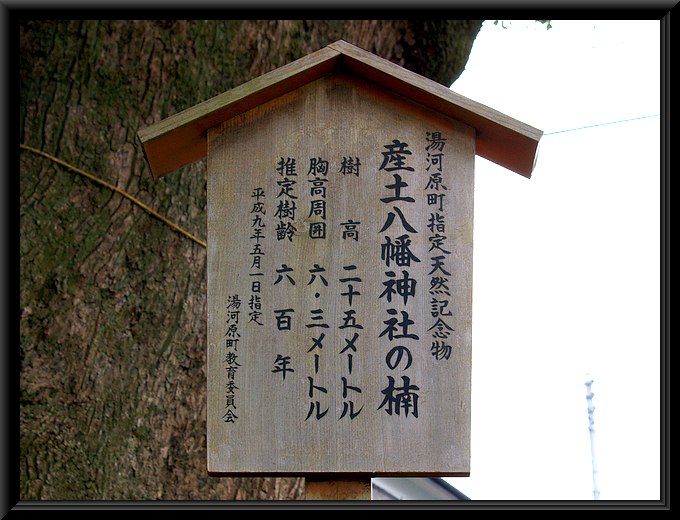 湯河原町指定天然記念物
産土八幡神社の楠
樹高 二十五メートル
胸高周囲 六・三メートル
推定樹齢 六百年
平成九年五月一日指定
湯河原町教育委員会